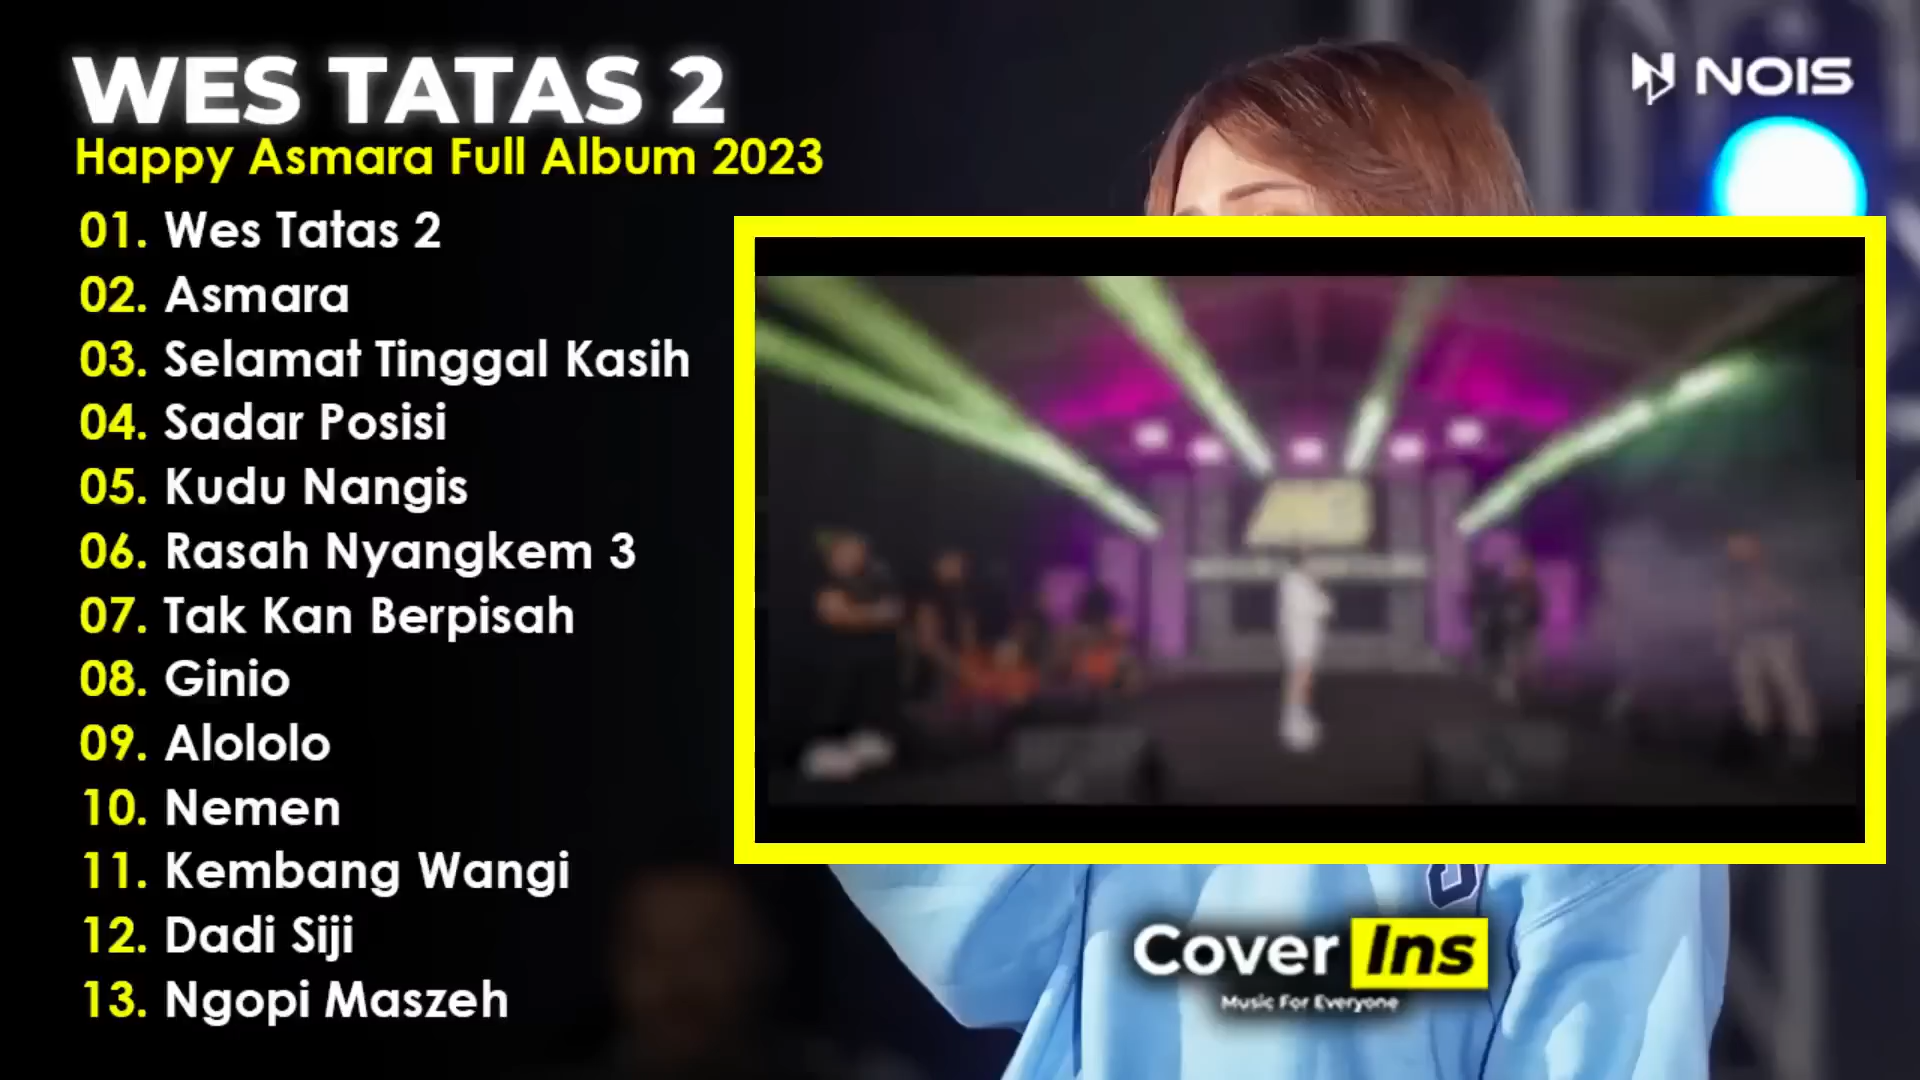 WES TATAS 2
Happy Asmara Full Album 2023
01. Wes Tatas 2
02. Asmara
03. Selamat Tinggal Kasih
04. Sadar Posisi
05. Kudu Nangis
06. Rasah Nyangkem 3
07. Tak Kan Berpisah
08. Ginio
09. Alololo
10. Nemen
11. Kembang Wangi
12. Dadi Siji
13. Ngopi Maszeh
NOIS
Cover Ins
Music For Everyone